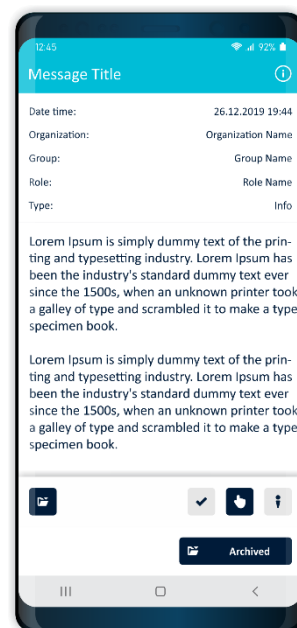 12:45 92%
Message Title
Date time: 26.12.2019 19:44
Organization: Organization Name
Group: Group Name
Role: Role Name
Type: Info
Lorem Ipsum is simply dummy text of the prin-
ting and typesetting industry. Lorem Ipsum has
been the industry's standard dummy text ever
since the 1500s, when an unknown printer took
a galley of type and scrambled it to make a type
specimen book.
Lorem Ipsum is simply dummy text of the prin-
ting and typesetting industry. Lorem Ipsum has
been the industry's standard dummy text ever
since the 1500s, when an unknown printer took
a galley of type and scrambled it to make a type
specimen book.
Archived